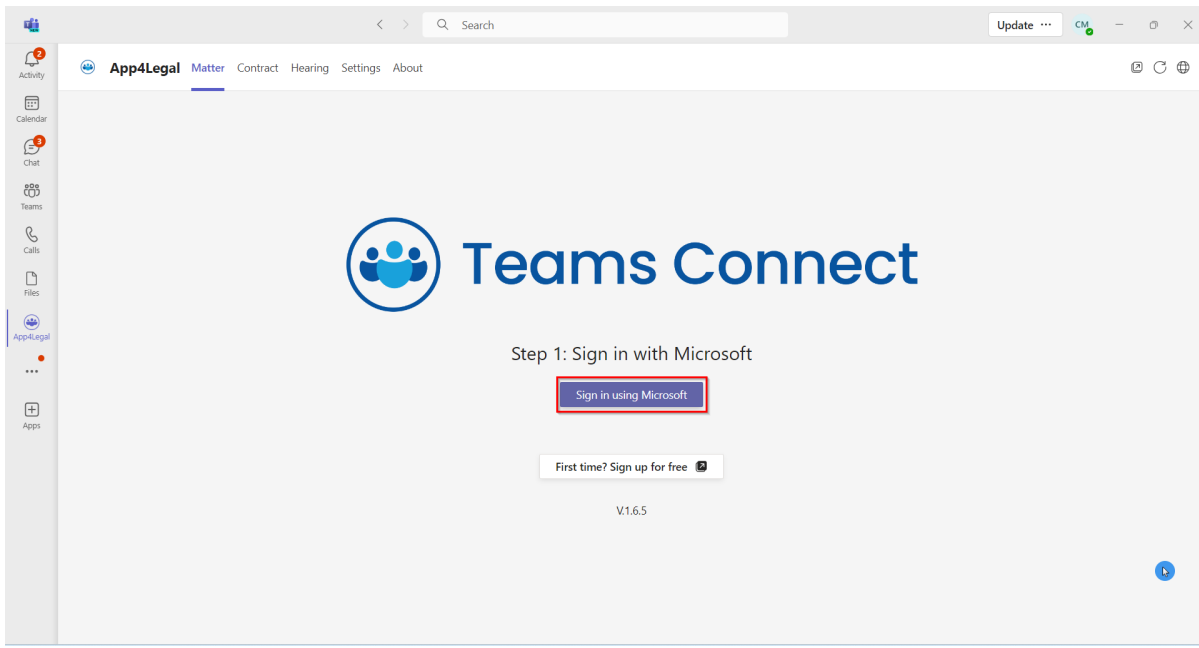 Search
Update ...
CM
2
Activity
Calendar
3
Chat
Teams
Calls
Files
App4Legal
...
Apps
App4Legal Matter Contract Hearing Settings About
Teams Connect
Step 1: Sign in with Microsoft
Sign in using Microsoft
First time? Sign up for free
V.1.6.5